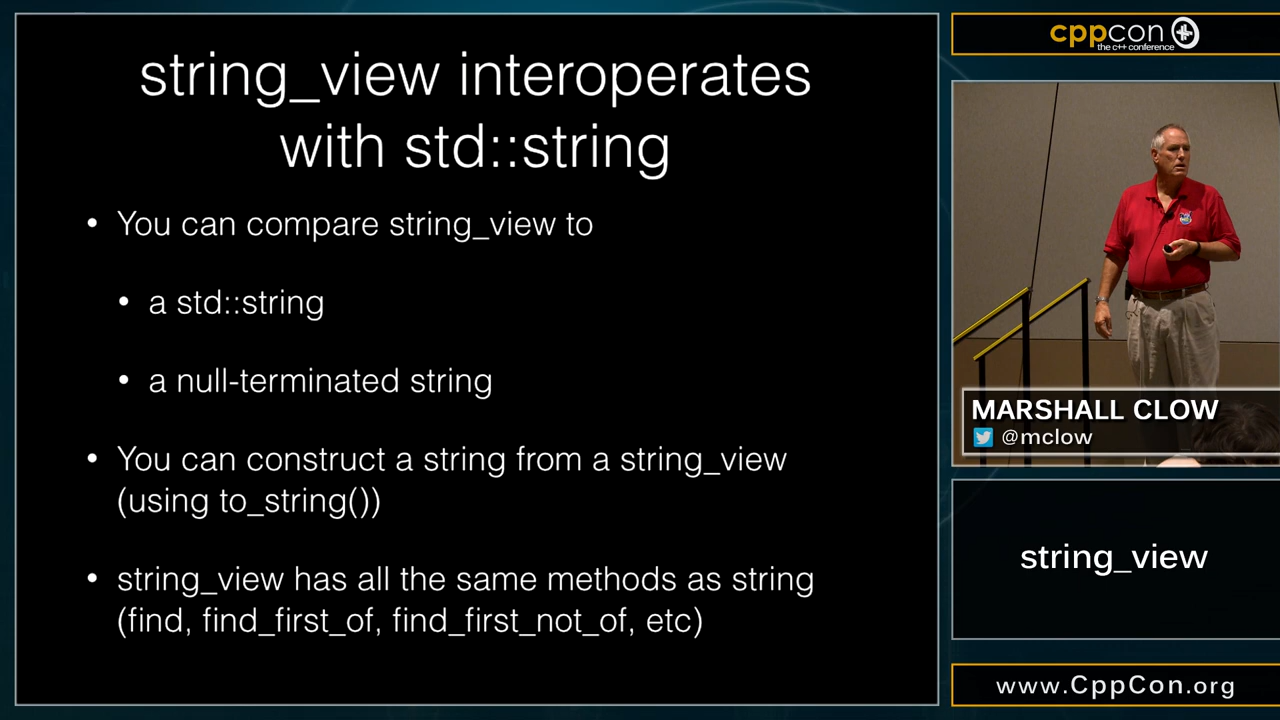 string_view interoperates
with std::string
• You can compare string_view to
• a std::string
• a null-terminated string
• You can construct a string from a string_view
(using to_string())
• string_view has all the same methods as string
(find, find_first_of, find_first_not_of, etc)
cppcon
the c++ conference
MARSHALL CLOW
@mclow
string_view
www.CppCon.org